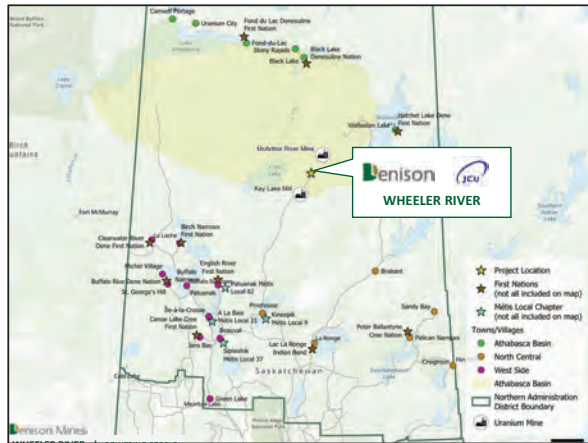 Camsell Portage
Uranium City
Fond du Lac Denesuline
First Nation
Fond-du-Lac
Stony Rapids
Black Lake
Denesuline Nation
Black Lake
Hatchet Lake Dene
First Nation
Wollaston Lake
McArthur River Mine
Key Lake Mill
Denison
JCU
WHEELER RIVER
Birch
Fort McMurray
Clearwater River
Dene First Nation
La Loche
Birch Narrows
First Nation
Michel Village
Buffalo River Dene Nation
St. George's Hill
Buffalo
English River
First Nation
Patuanak
Patuanak Métis
Local 82
Île-à-la-Crosse
A La Baie
Métis Local 21
Canoe Lake Cree
First Nation
Jans Bay
Beauval
Sipisishik
Métis Local 37
Pinehouse
Kineepik
Métis Local 9
Lac La Ronge
Indian Band
La Ronge
Brabant
Sandy Bay
Peter Ballantyne
Cree Nation
Pelican Narrows
Creighton
Flin
Saskatchewan
Green Lake
Meadow Lake
Project Location
First Nations
(not all included on map)
Métis Local Chapter
(not all included on map)
Towns/Villages
Athabasca Basin
North Central
West Side
Athabasca Basin
Northern Administration
District Boundary
Uranium Mine
Denison Mines
WHEELER RIVER